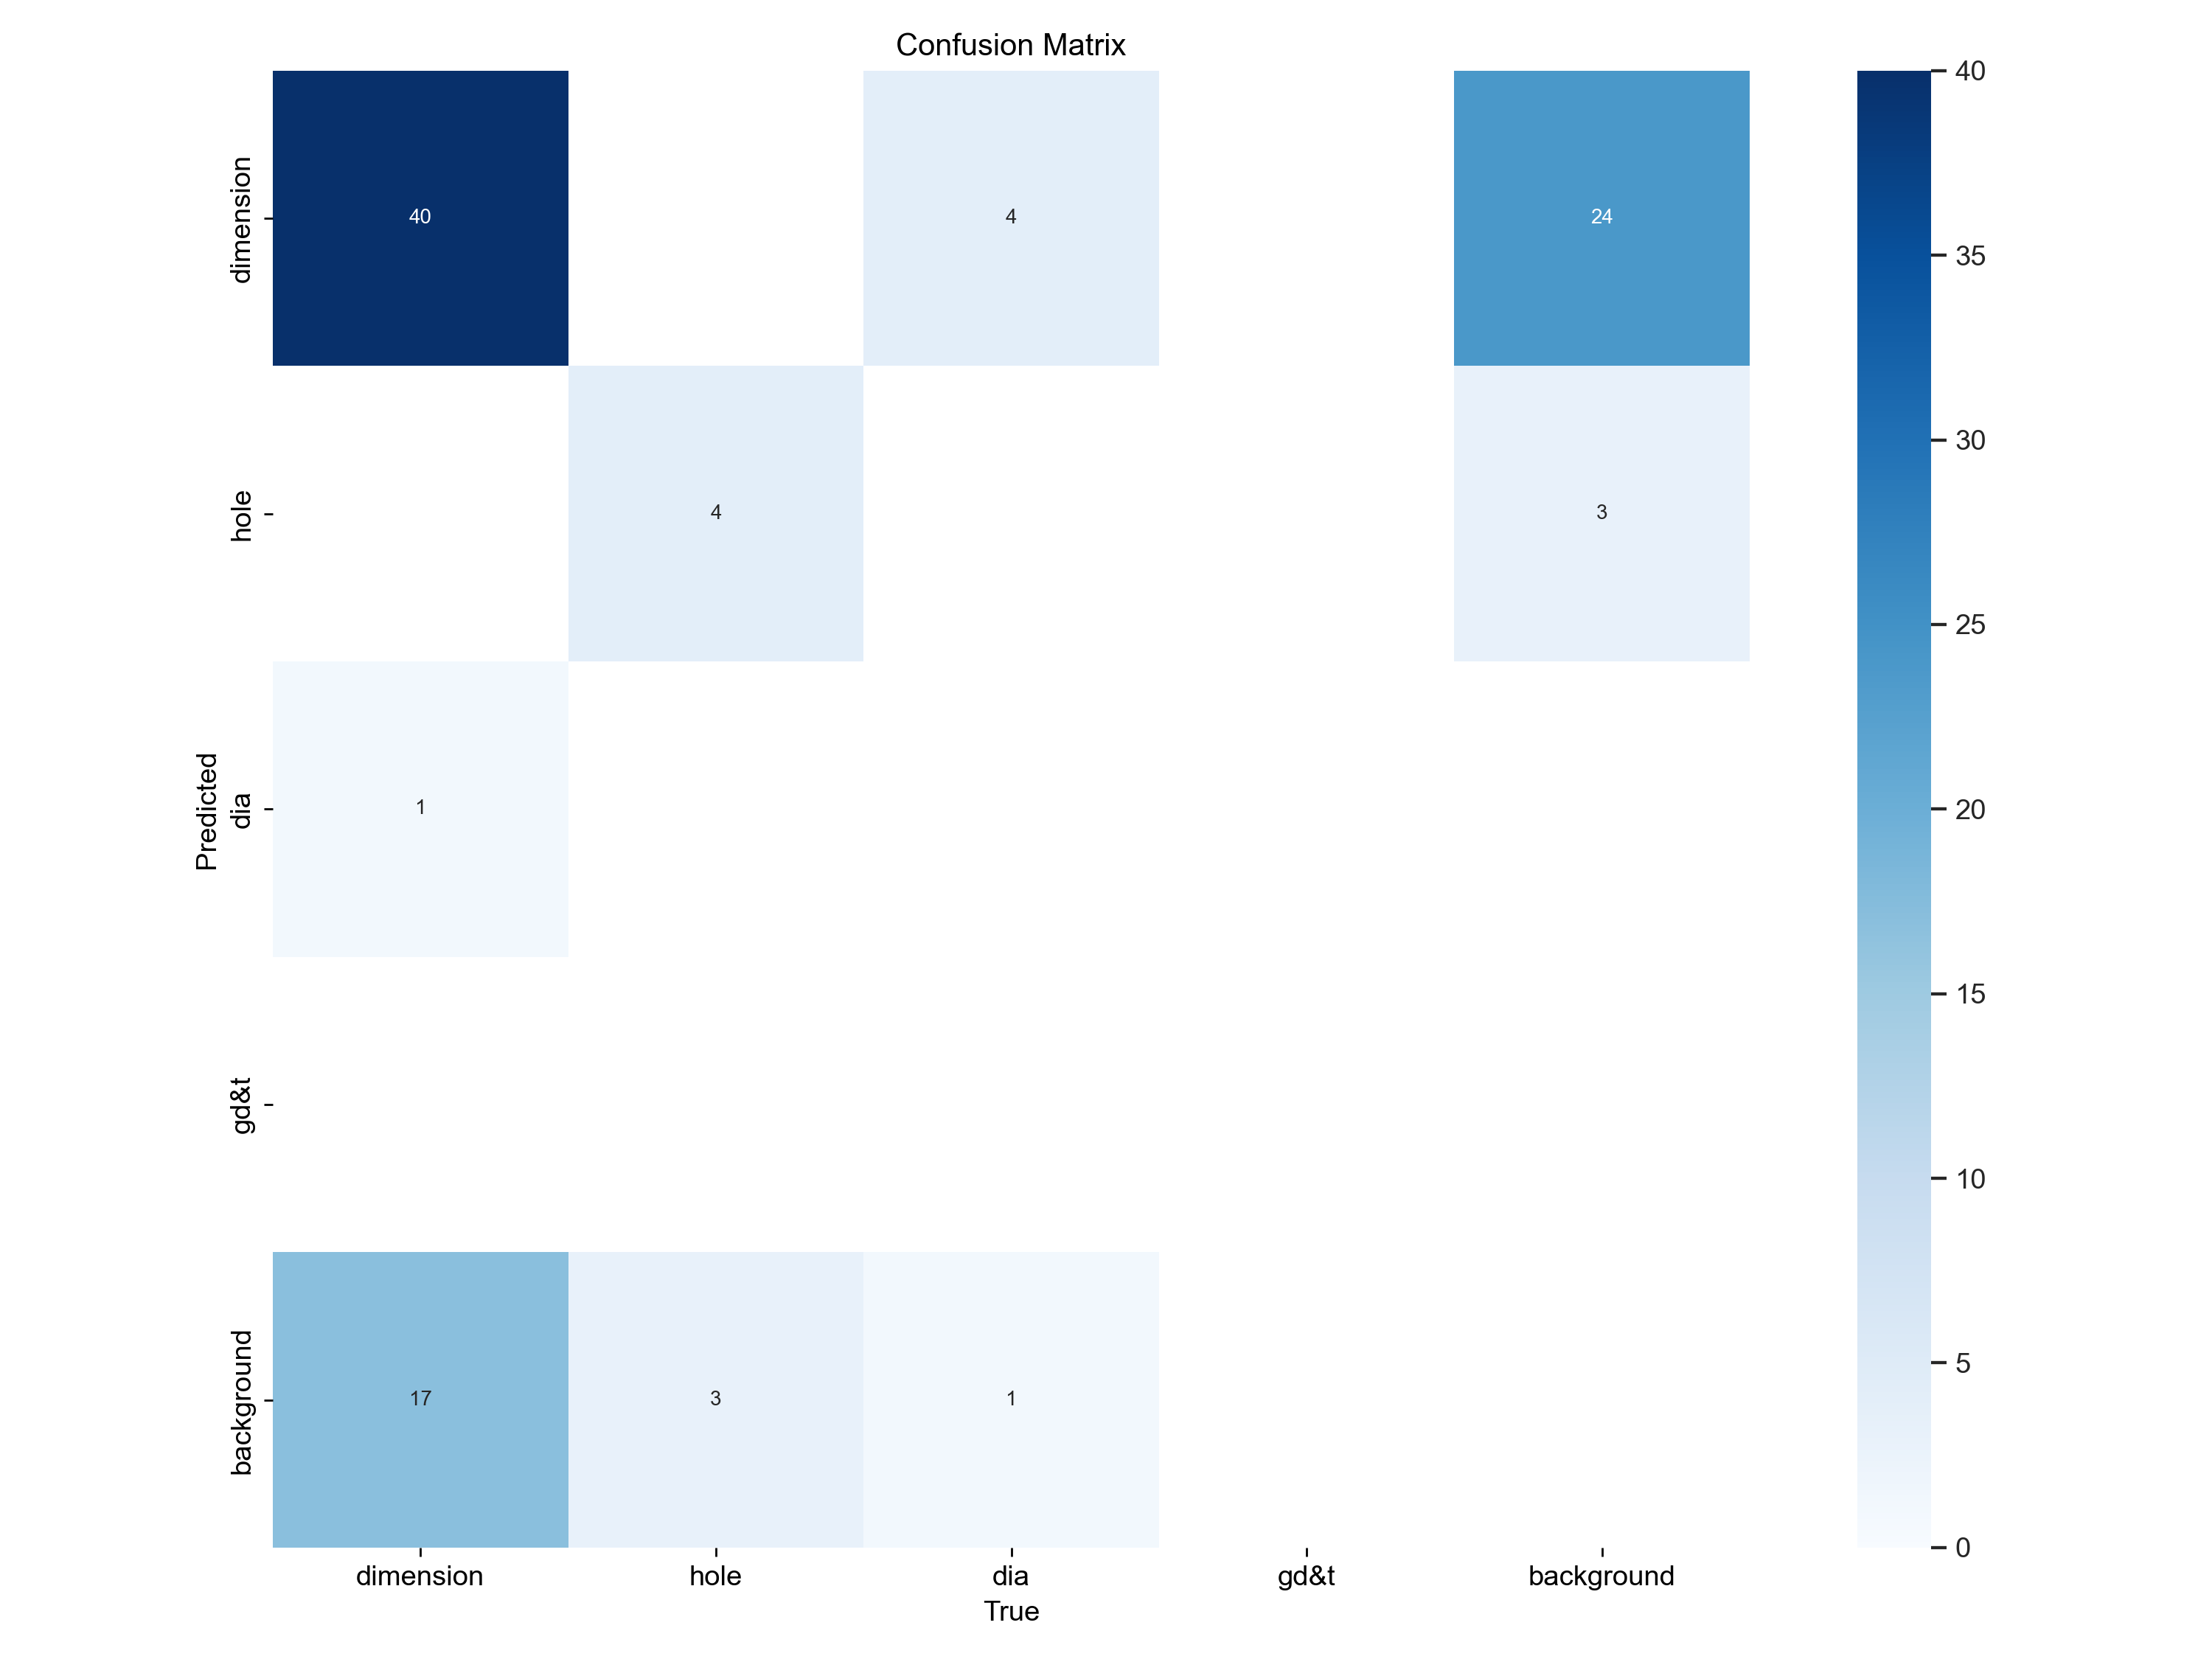 Confusion Matrix
dimension
40
4
24
hole
4
3
dia
1
gd&t
background
17
3
1
Predicted
dimension
hole
dia
gd&t
background
True
40
35
30
25
20
15
10
5
0